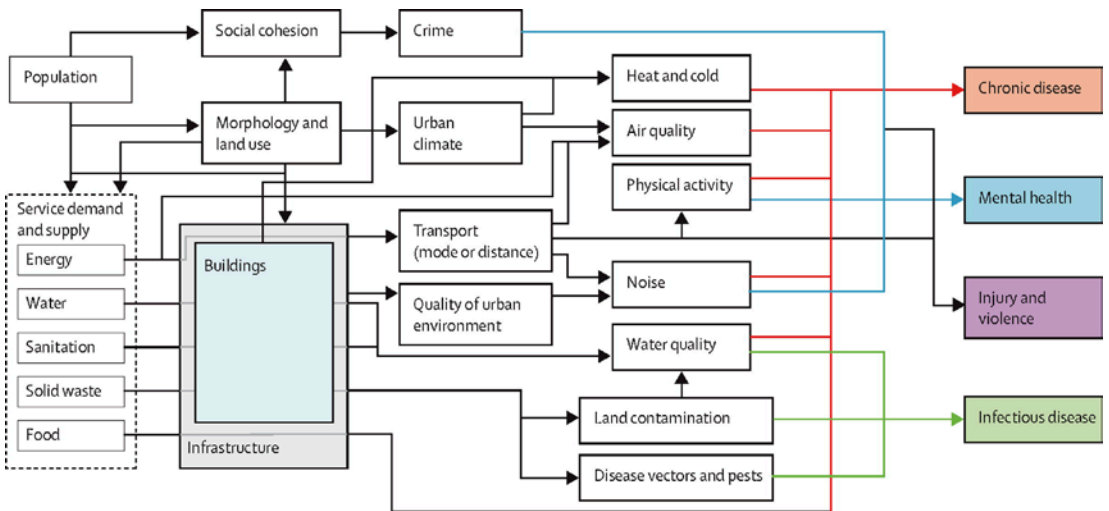 Social cohesion
Crime
Population
Heat and cold
Chronic disease
Morphology and
land use
Urban
climate
Air quality
Physical activity
Mental health
Service demand
and supply
Energy
Water
Sanitation
Solid waste
Food
Buildings
Infrastructure
Transport
(mode or distance)
Quality of urban
environment
Noise
Injury and
violence
Water quality
Land contamination
Infectious disease
Disease vectors and pests